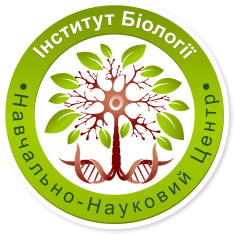 Інститут Біології
• Навчально-Науковий Центр •